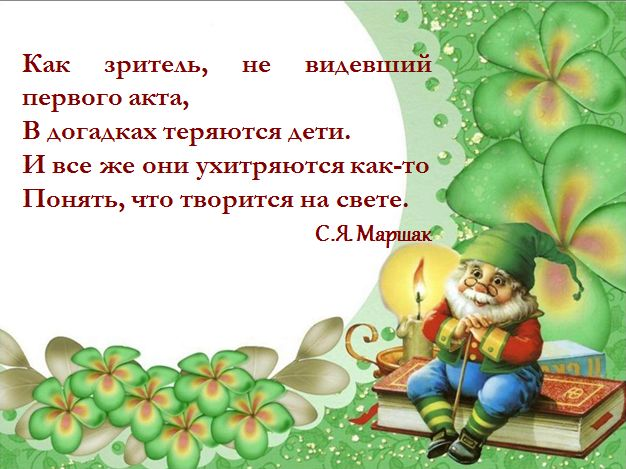 Как зритель, не видевший
первого акта,
В догадках теряются дети.
И все же они ухитряются как-то
Понять, что творится на свете.
С.Я. Маршак